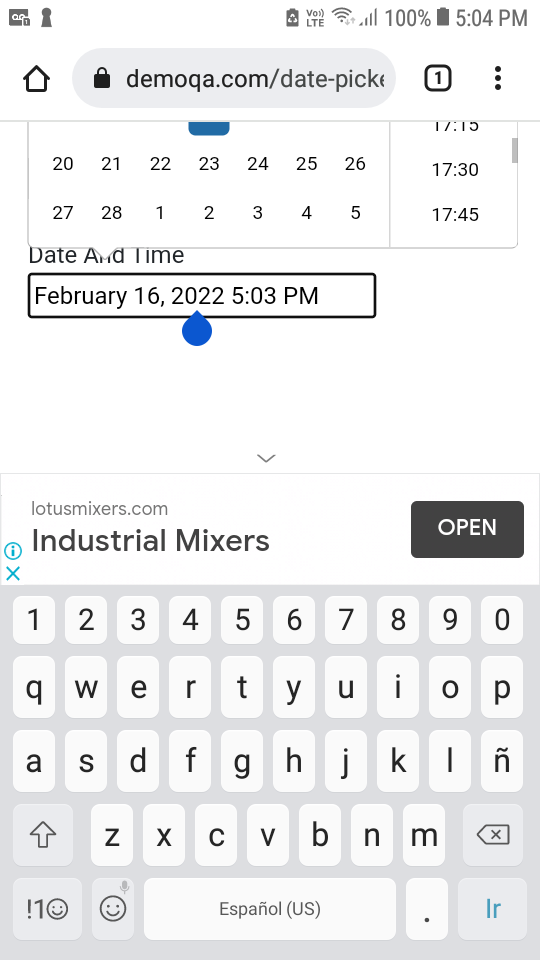 Vo)) LTE 100% 5:04 PM
demoqa.com/date-picke 1
17:15
20 21 22 23 24 25 26
17:30
27 28 1 2 3 4 5
17:45
Date And Time
February 16, 2022 5:03 PM
lotusmixers.com
Industrial Mixers
OPEN
1 2 3 4 5 6 7 8 9 0
q w e r t y u i o p
a s d f g h j k l ñ
z x c v b n m
!1☺ Español (US) . Ir